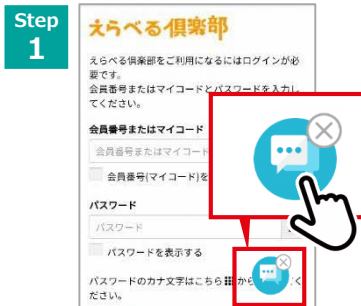 Step
1
えらべる倶楽部
えらべる倶楽部をご利用になるにはログインが必
要です。
会員番号またはマイコードとパスワードを入力し
てください。
会員番号またはマイコード
会員番号またはマイコード
会員番号(マイコード)を
パスワード
パスワード
パスワードを表示する
パスワードのカナ文字はこちら から く
ださい。